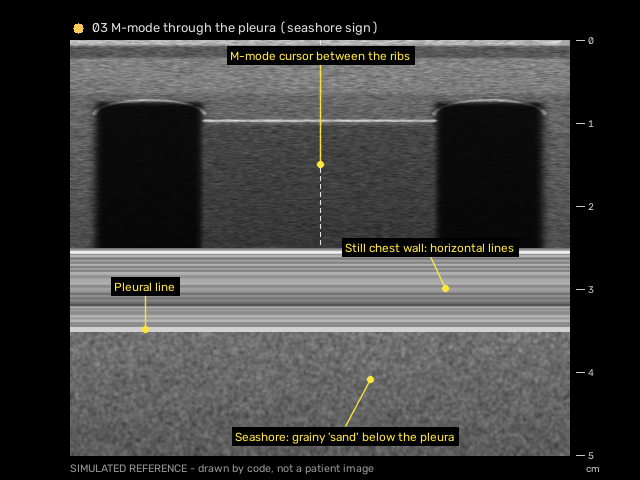 03 M-mode through the pleura (seashore sign)
0
M-mode cursor between the ribs
1
2
Still chest wall: horizontal lines
Pleural line
3
4
Seashore: grainy 'sand' below the pleura
5
SIMULATED REFERENCE - drawn by code, not a patient image
cm